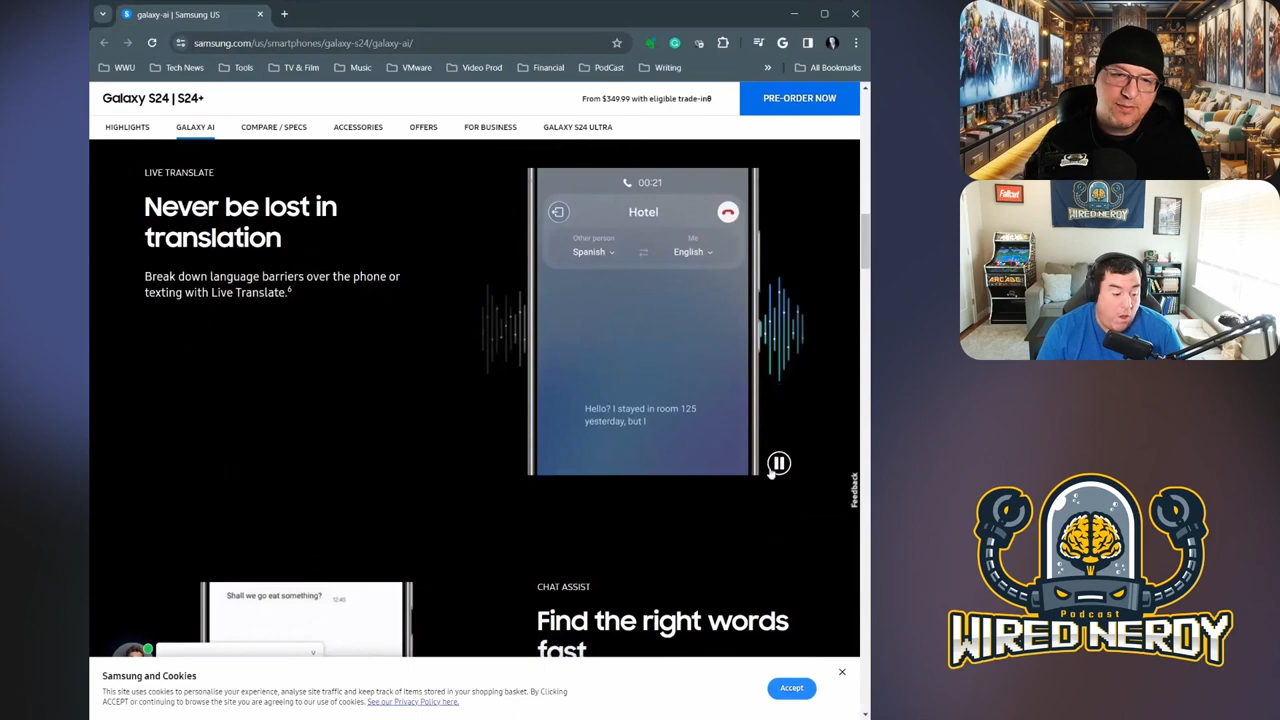 galaxy-ai | Samsung US
samsung.com/us/smartphones/galaxy-s24/galaxy-ai/
WWU Tech News Tools TV & Film Music VMware Video Prod Financial PodCast Writing » All Bookmarks
Galaxy S24 | S24+
From $349.99 with eligible trade-inθ
PRE-ORDER NOW
HIGHLIGHTS GALAXY AI COMPARE / SPECS ACCESSORIES OFFERS FOR BUSINESS GALAXY S24 ULTRA
LIVE TRANSLATE
Never be lost in
translation
Break down language barriers over the phone or
texting with Live Translate.⁶
00:21
Hotel
Other person Me
Spanish English
Hello? I stayed in room 125
yesterday, but I
Feedback
Shall we go eat something? 12:45
CHAT ASSIST
Find the right words
fast
Samsung and Cookies
This site uses cookies to personalise your experience, analyse site traffic and keep track of items stored in your shopping basket. By Clicking
ACCEPT or continuing to browse the site you are agreeing to our use of cookies. See our Privacy Policy here.
Accept
Fallout
WIRED NERDY
ARCADE
Podcast
WIRED NERDY